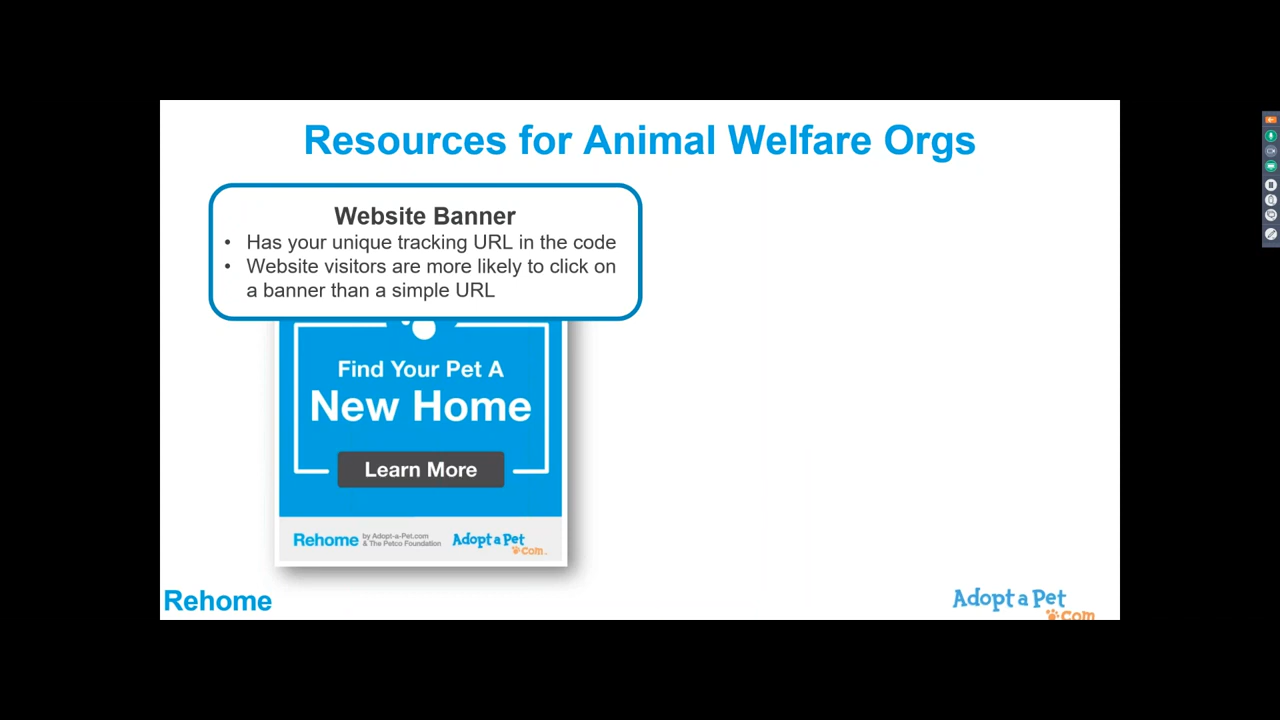 Resources for Animal Welfare Orgs
Website Banner
• Has your unique tracking URL in the code
• Website visitors are more likely to click on
a banner than a simple URL
Find Your Pet A
New Home
Learn More
Rehome by Adopt-a-Pet.com
& The Petco Foundation
Adopt a Pet
.com
Rehome
Adopt a Pet
.com